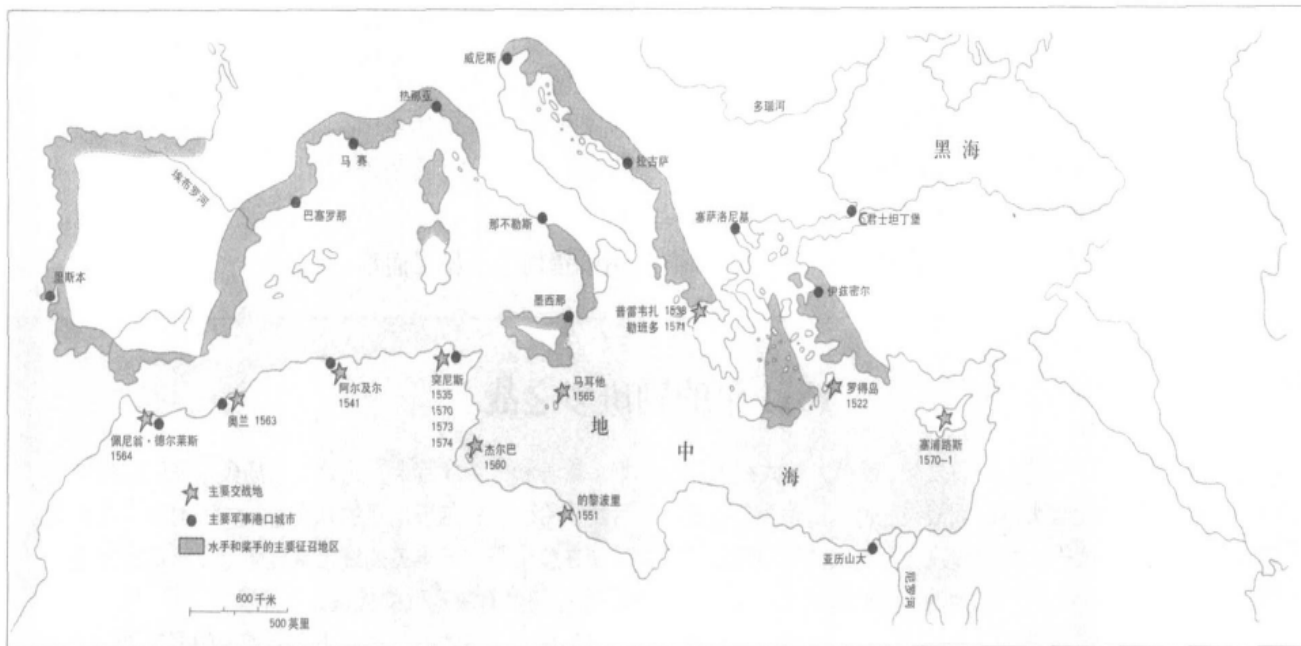 威尼斯
多瑙河
热那亚
黑海
马赛
拉古萨
埃布罗河
巴塞罗那
那不勒斯
塞萨洛尼基
君士坦丁堡
里斯本
墨西那
普雷韦扎 1538
勒班多 1571
伊兹密尔
阿尔及尔
1541
突尼斯
1535
1570
1573
1574
马耳他
1565
罗得岛
1522
奥兰 1563
佩尼翁·德尔莱斯
1564
地中海
塞浦路斯
1570-1
杰尔巴
1560
的黎波里
1551
主要交战地
主要军事港口城市
水手和桨手的主要征召地区
亚历山大
尼罗河
600千米
500英里